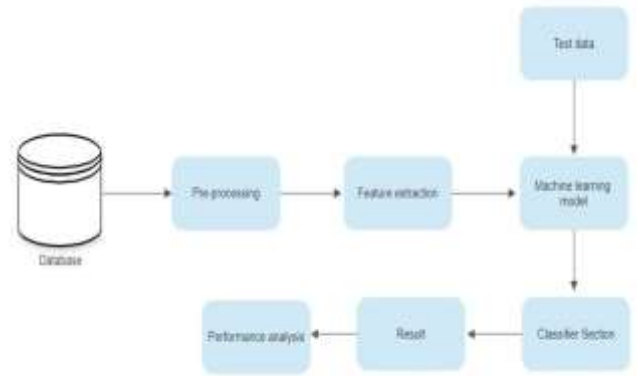 Test data
Pre-processing
Feature extraction
Machine learning
model
Database
Performance analysis
Result
Classifier Section